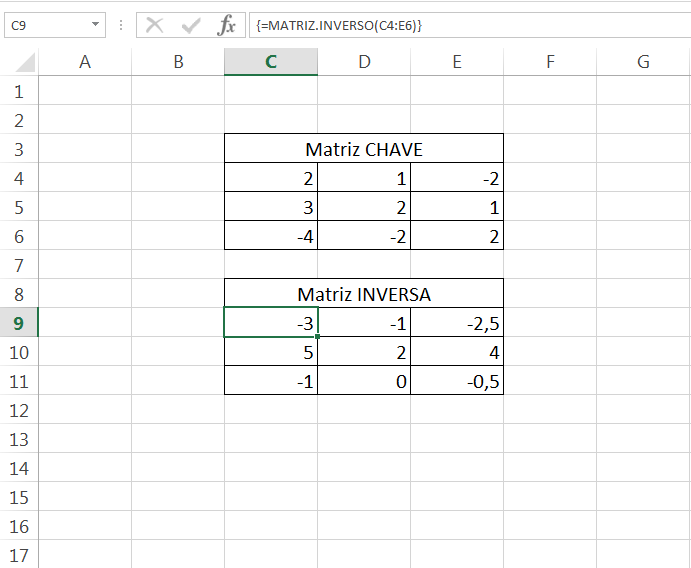 C9 fx {=MATRIZ.INVERSO(C4:E6)}
A B C D E F G
1
2
3 Matriz CHAVE
4 2 1 -2
5 3 2 1
6 -4 -2 2
7
8 Matriz INVERSA
9 -3 -1 -2,5
10 5 2 4
11 -1 0 -0,5
12
13
14
15
16
17